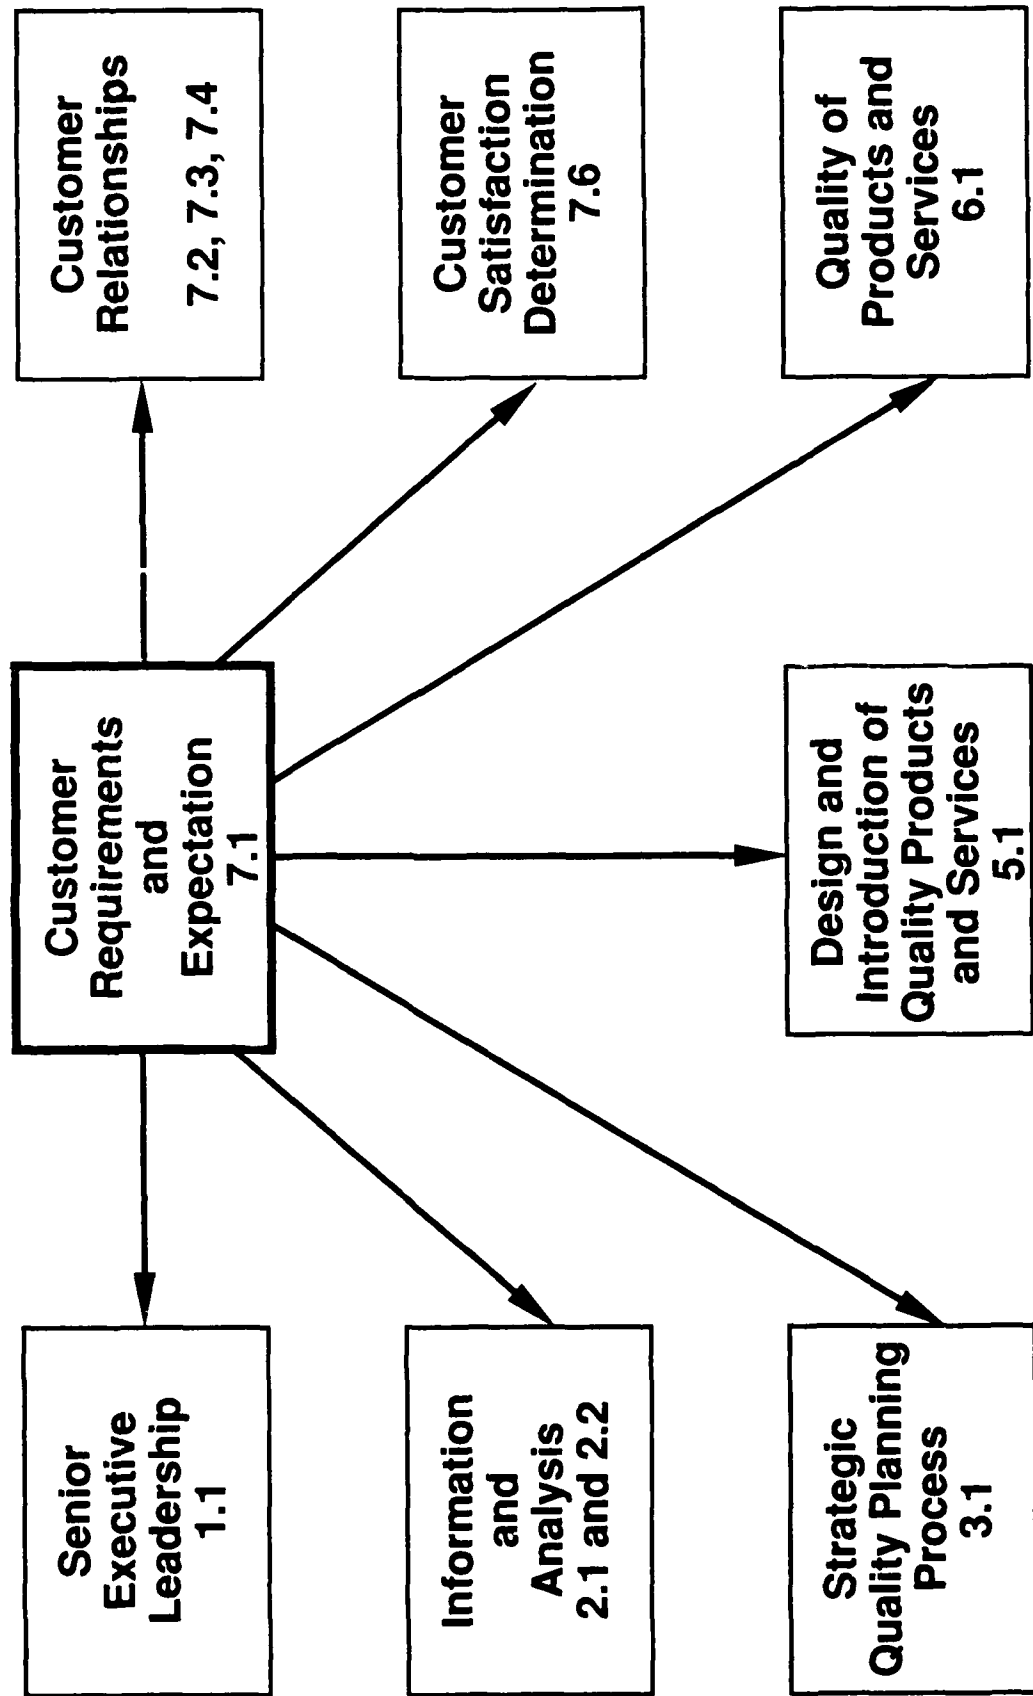 Senior
Executive
Leadership
1.1
Customer
Requirements
and
Expectation
7.1
Customer
Relationships
7.2, 7.3, 7.4
Information
and
Analysis
2.1 and 2.2
Customer
Satisfaction
Determination
7.6
Strategic
Quality Planning
Process
3.1
Design and
Introduction of
Quality Products
and Services
5.1
Quality of
Products and
Services
6.1